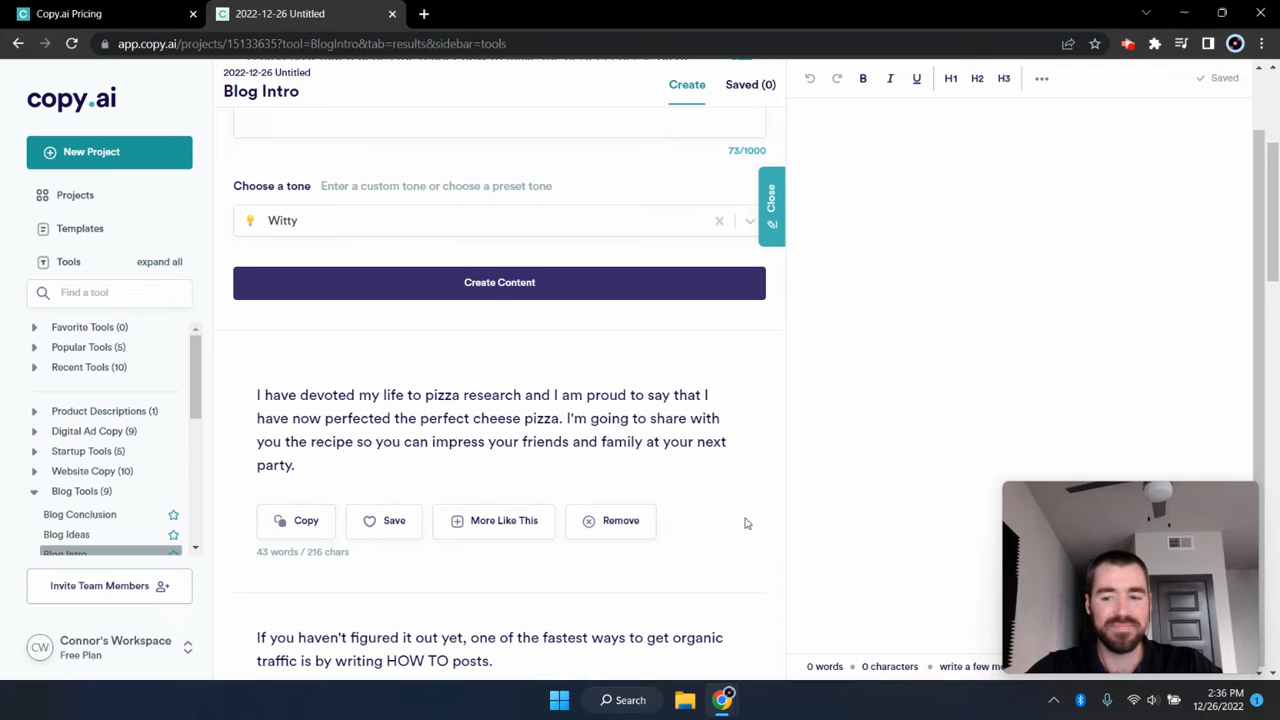 Copy.ai Pricing
2022-12-26 Untitled
app.copy.ai/projects/15133635?tool=BlogIntro&tab=results&sidebar=tools
copy.ai
New Project
Projects
Templates
Tools
expand all
Find a tool
Favorite Tools (0)
Popular Tools (5)
Recent Tools (10)
Product Descriptions (1)
Digital Ad Copy (9)
Startup Tools (5)
Website Copy (10)
Blog Tools (9)
Blog Conclusion
Blog Ideas
Blog Intro
Invite Team Members
CW
Connor's Workspace
Free Plan
2022-12-26 Untitled
Blog Intro
Create
Saved (0)
73/1000
Choose a tone Enter a custom tone or choose a preset tone
Witty
Close
Create Content
I have devoted my life to pizza research and I am proud to say that I
have now perfected the perfect cheese pizza. I'm going to share with
you the recipe so you can impress your friends and family at your next
party.
Copy
Save
More Like This
Remove
43 words / 216 chars
If you haven't figured it out yet, one of the fastest ways to get organic
traffic is by writing HOW TO posts.
B I U H1 H2 H3
Saved
0 words 0 characters write a few
Search
2:36 PM
12/26/2022
1